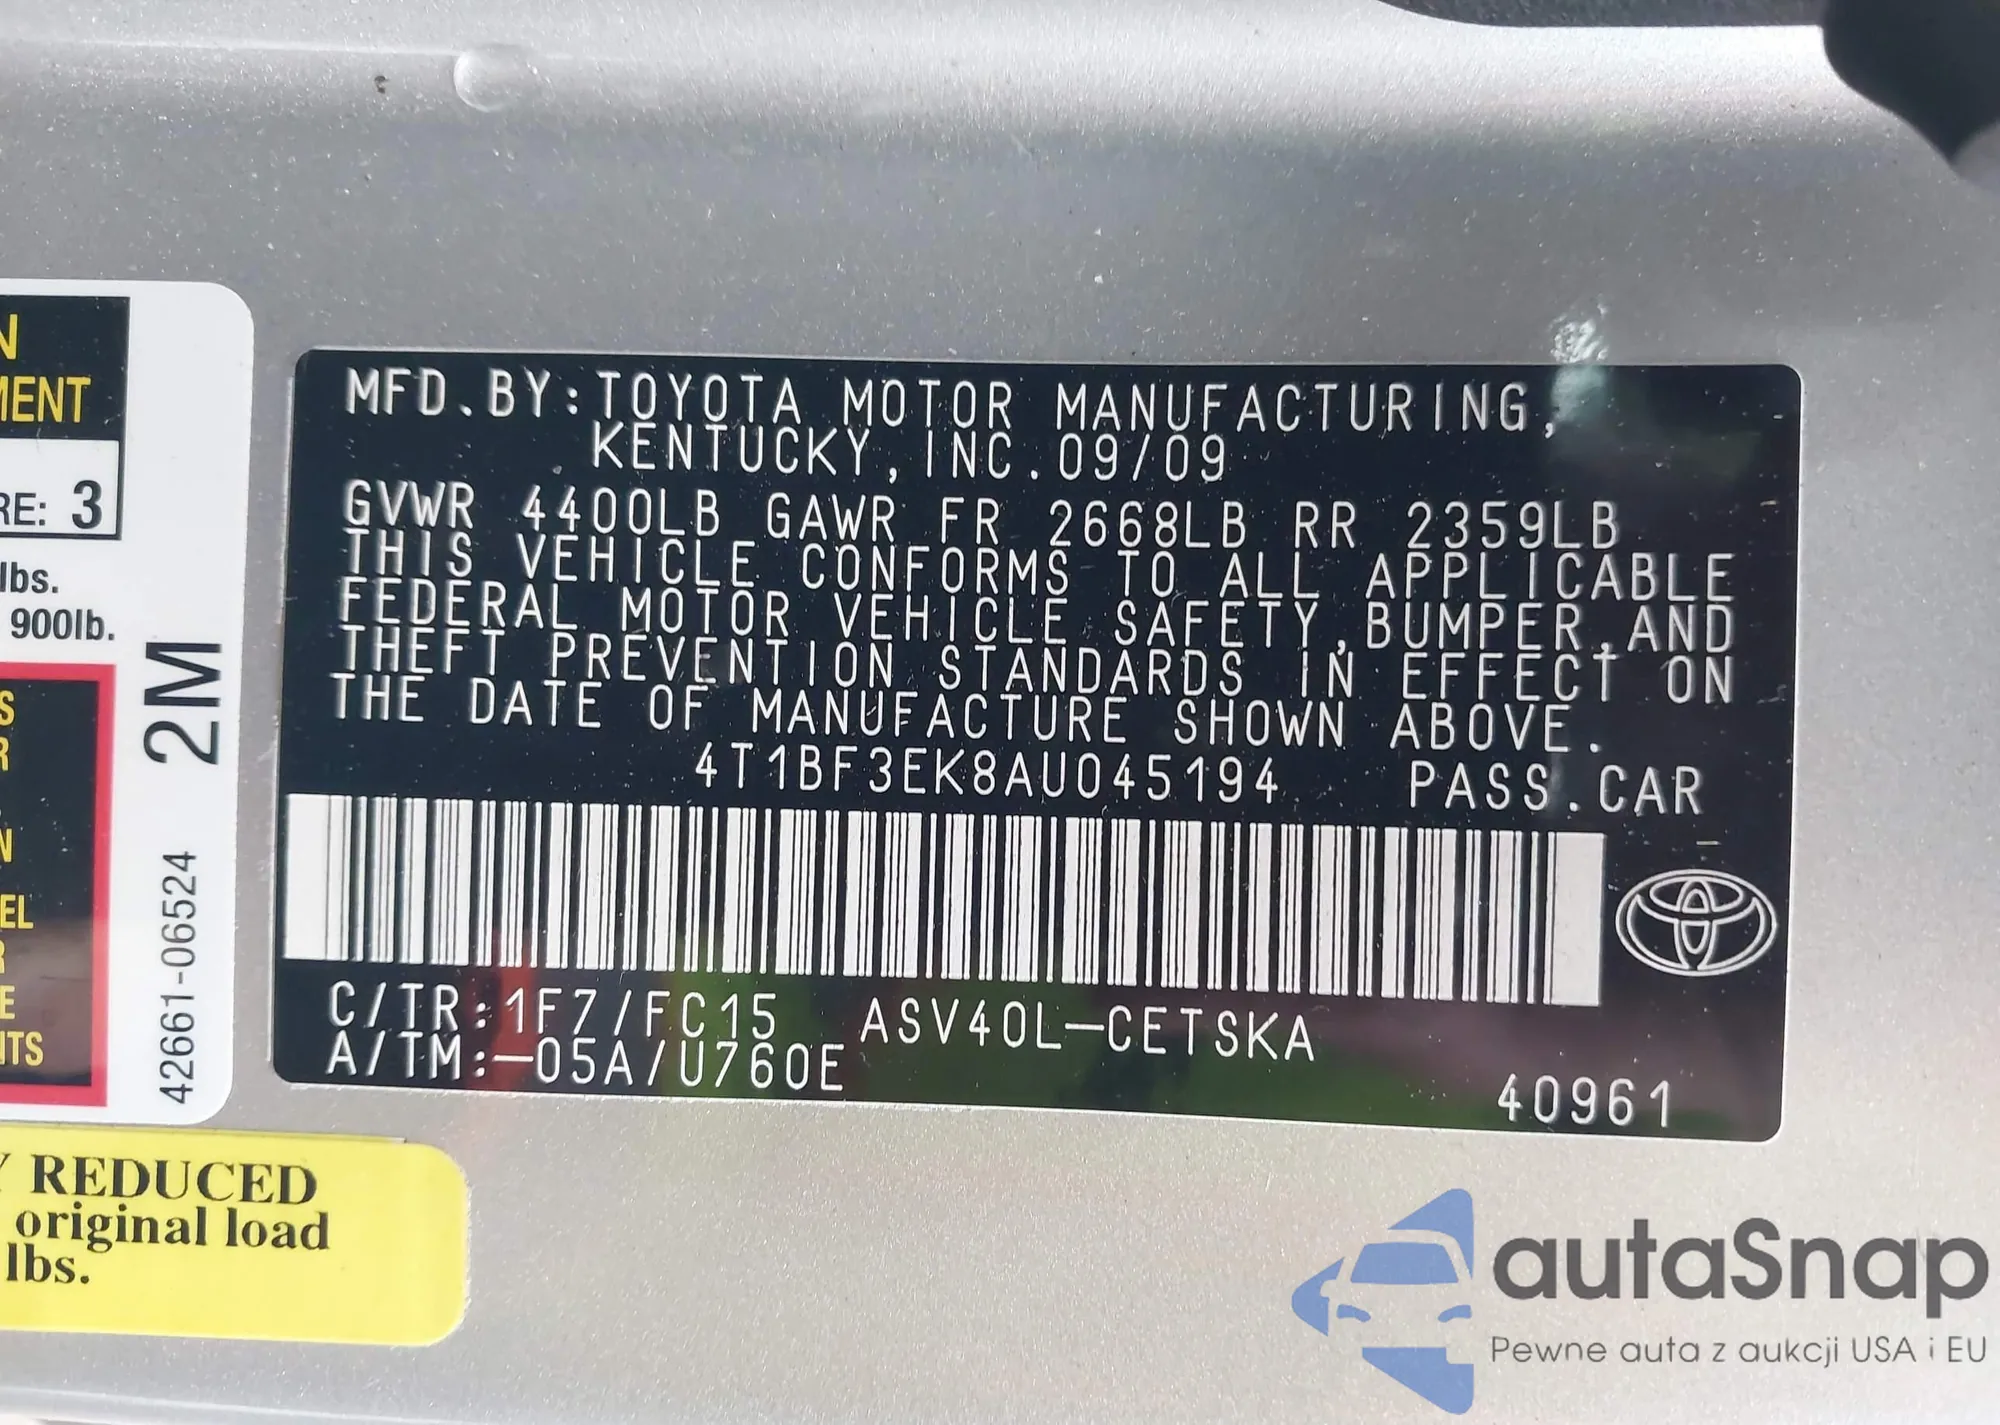 MFD.BY:TOYOTA MOTOR MANUFACTURING,
KENTUCKY,INC.09/09
GVWR 4400LB GAWR FR 2668LB RR 2359LB
THIS VEHICLE CONFORMS TO ALL APPLICABLE
FEDERAL MOTOR VEHICLE SAFETY,BUMPER,AND
THEFT PREVENTION STANDARDS IN EFFECT ON
THE DATE OF MANUFACTURE SHOWN ABOVE.
4T1BF3EK8AU045194 PASS.CAR
C/TR:1F7/FC15 ASV40L-CETSKA
A/TM:-05A/U760E
40961
RE: 3
lbs.
900lb.
2M
42661-06524
REDUCED
original load
lbs.
autaSnap
Pewne auta z aukcji USA i EU